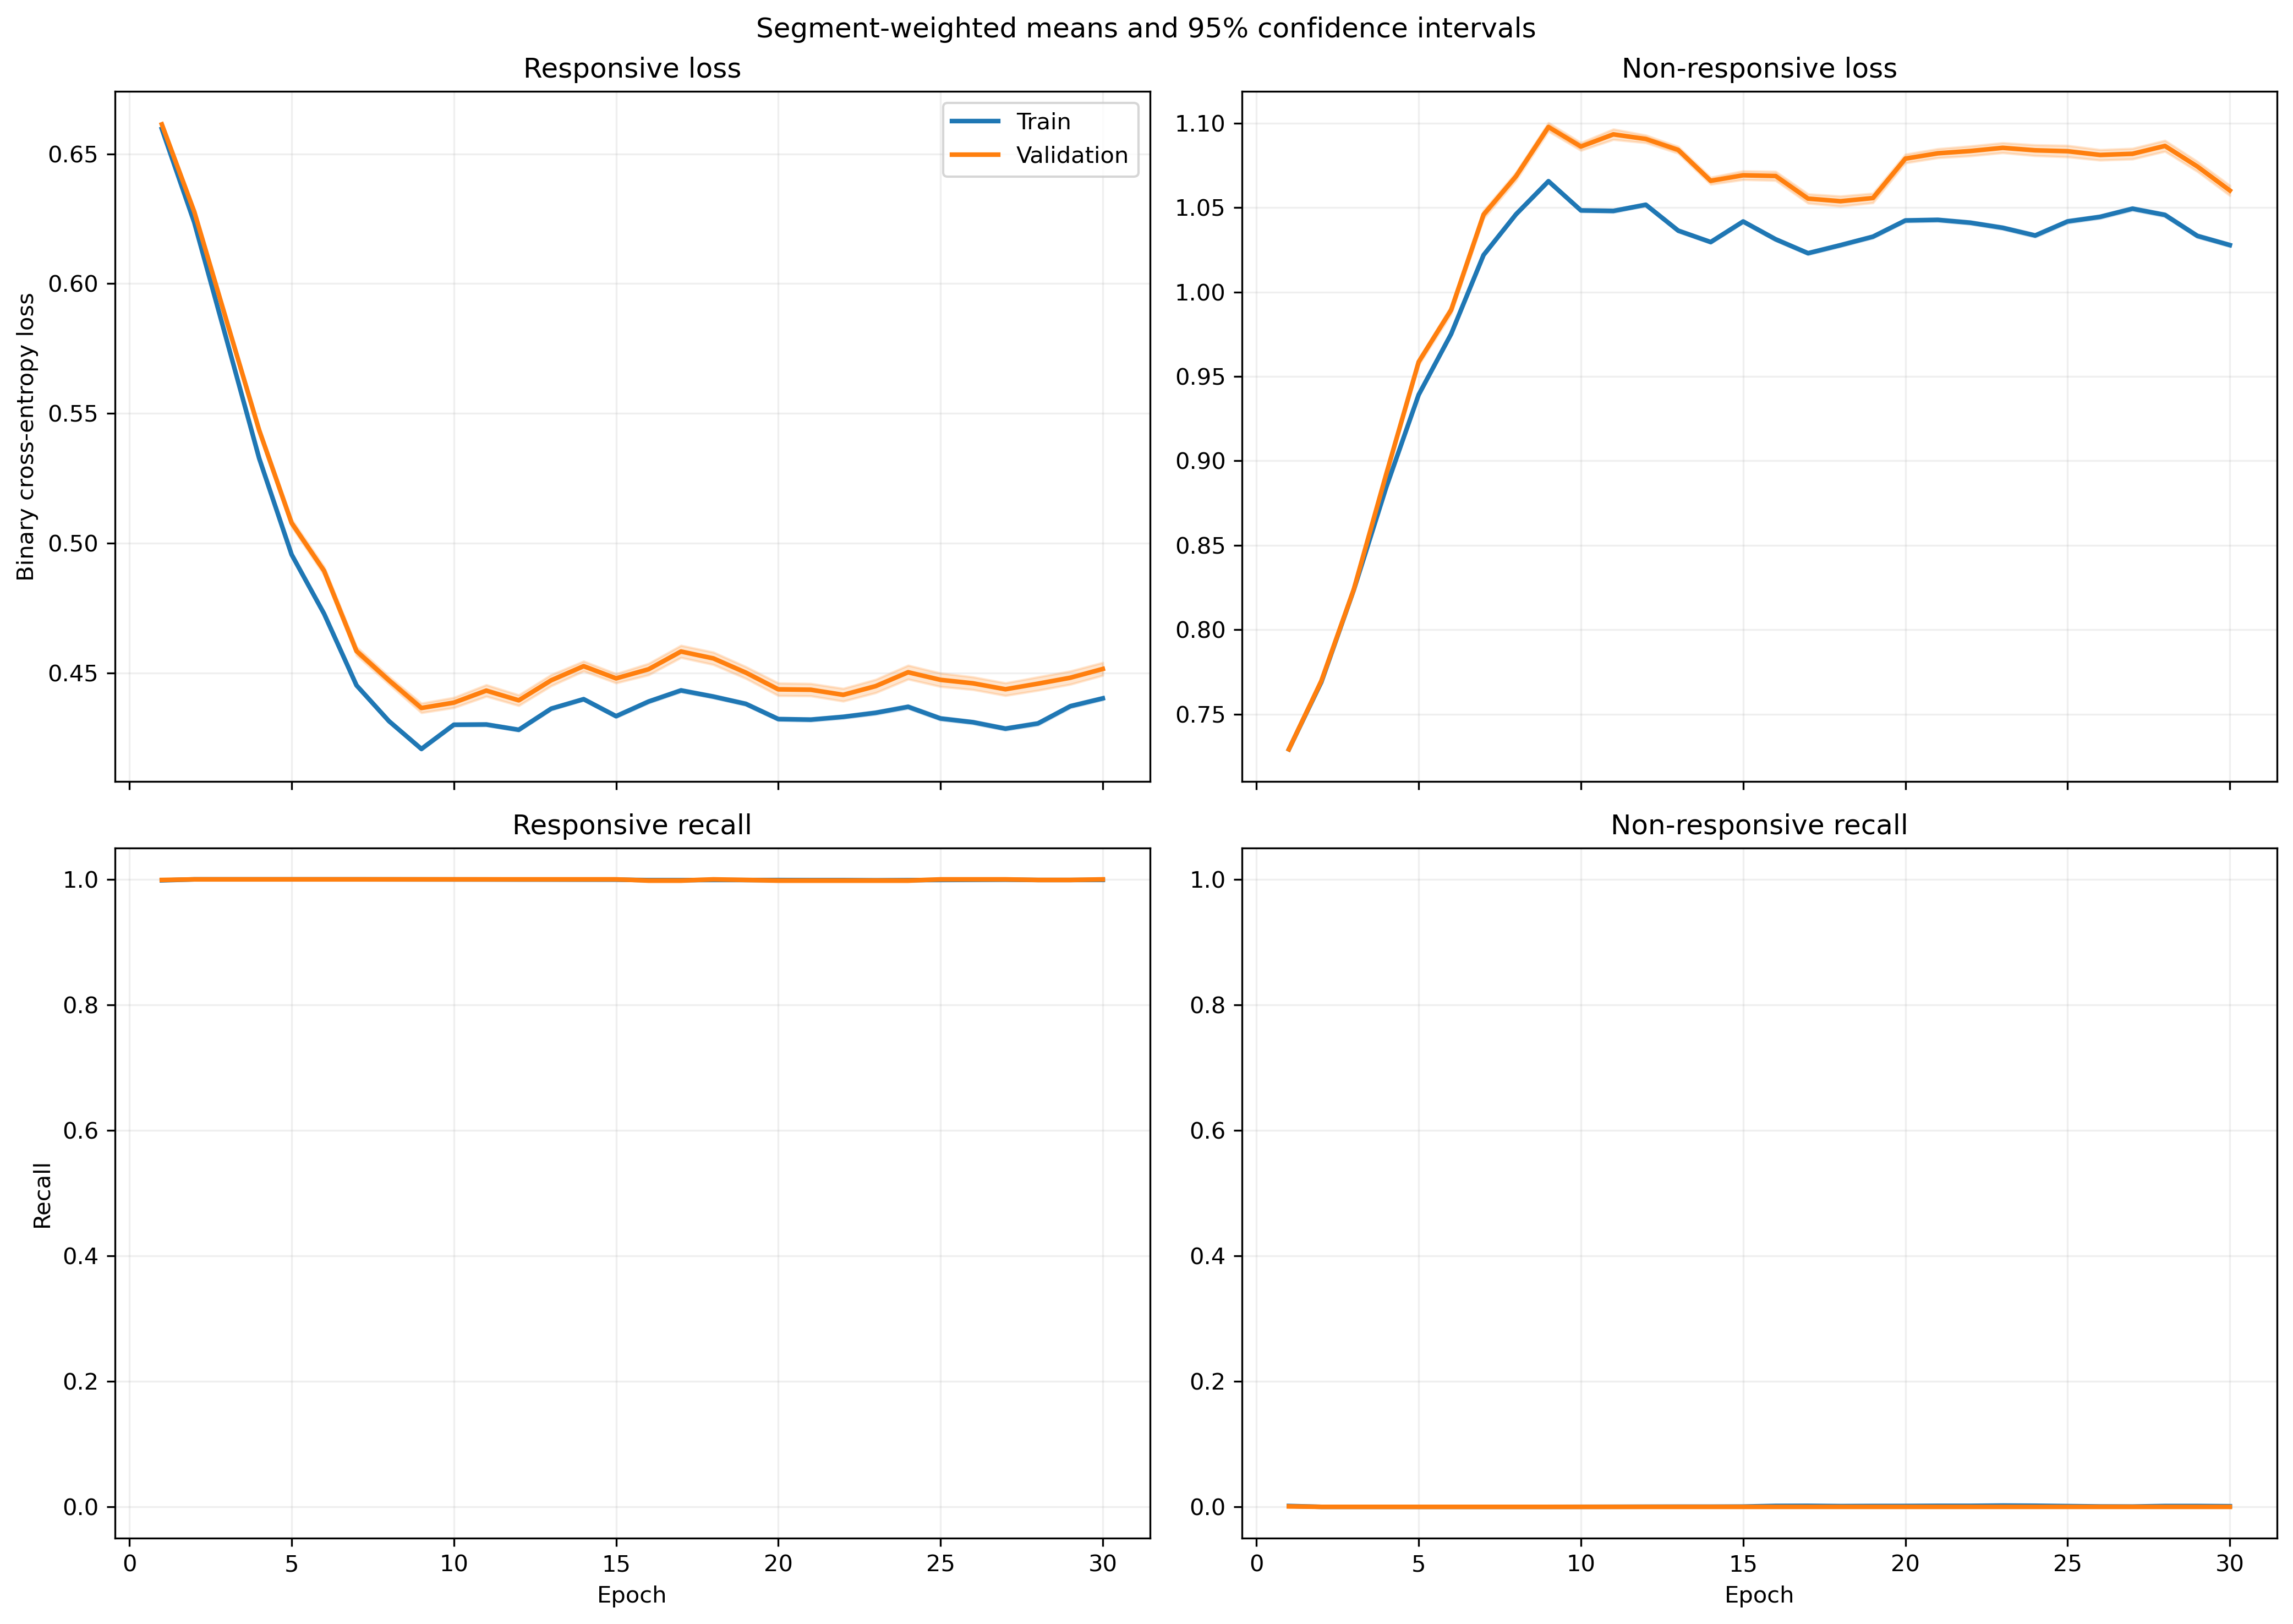 Segment-weighted means and 95% confidence intervals
Responsive loss
Train
Validation
Binary cross-entropy loss
0.65
0.60
0.55
0.50
0.45
Non-responsive loss
1.10
1.05
1.00
0.95
0.90
0.85
0.80
0.75
Responsive recall
Recall
1.0
0.8
0.6
0.4
0.2
0.0
0 5 10 15 20 25 30
Epoch
Non-responsive recall
1.0
0.8
0.6
0.4
0.2
0.0
0 5 10 15 20 25 30
Epoch